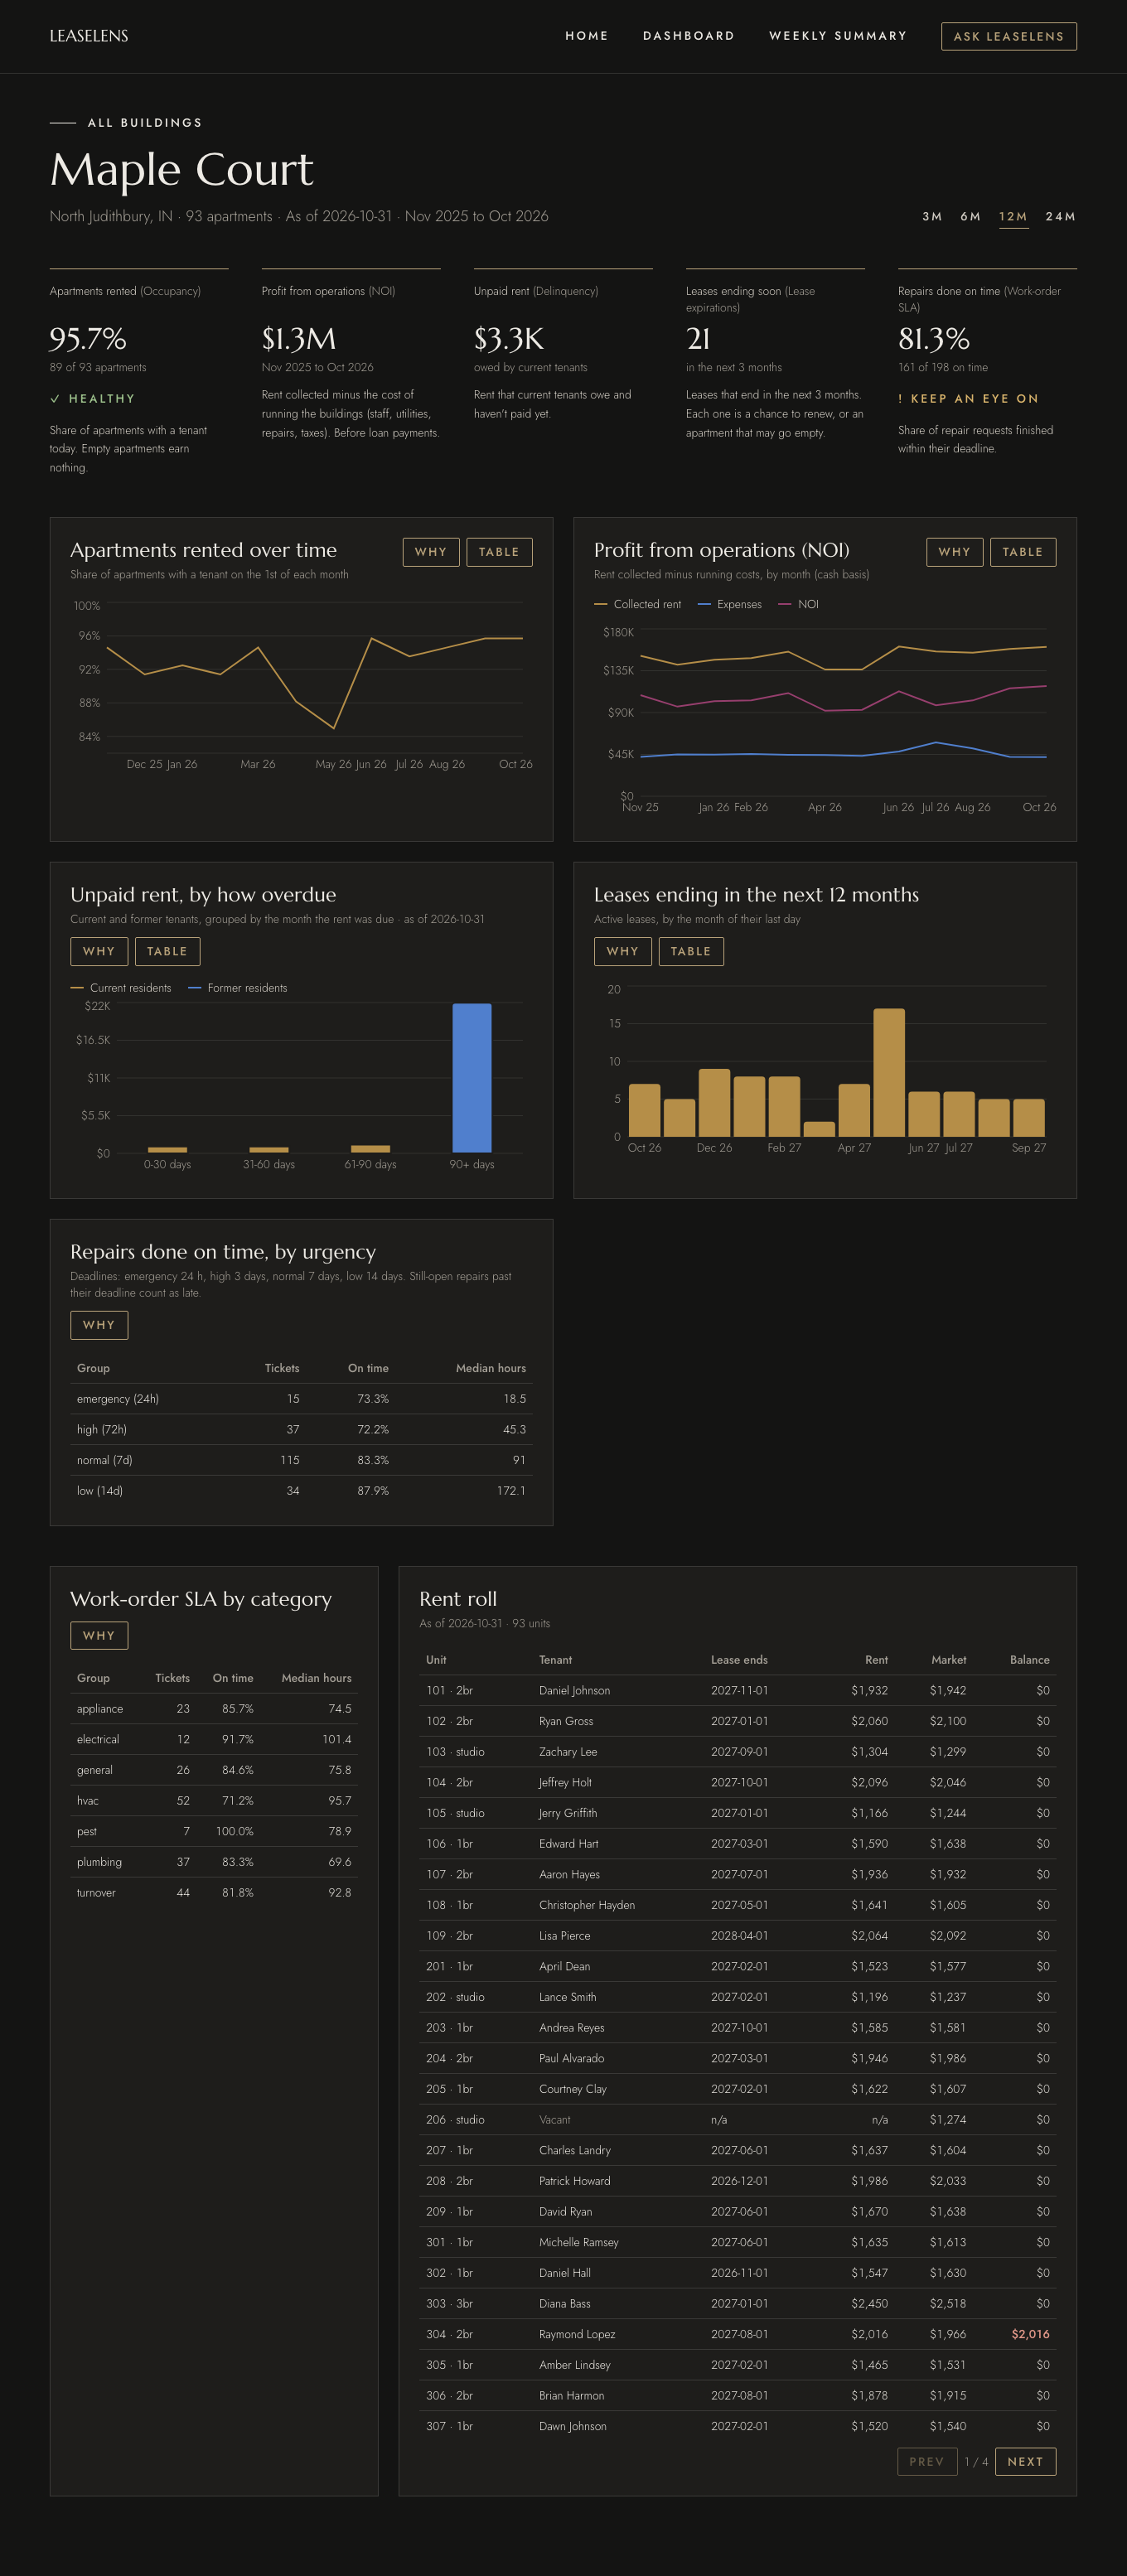 LEASELENS
HOME DASHBOARD WEEKLY SUMMARY ASK LEASELENS
ALL BUILDINGS
Maple Court
North Judithbury, IN · 93 apartments · As of 2026-10-31 · Nov 2025 to Oct 2026
3M 6M 12M 24M
Apartments rented (Occupancy)
95.7%
89 of 93 apartments
✓ HEALTHY
Share of apartments with a tenant
today. Empty apartments earn
nothing.
Profit from operations (NOI)
$1.3M
Nov 2025 to Oct 2026
Rent collected minus the cost of
running the buildings (staff, utilities,
repairs, taxes). Before loan payments.
Unpaid rent (Delinquency)
$3.3K
owed by current tenants
Rent that current tenants owe and
haven't paid yet.
Leases ending soon (Lease
expirations)
21
in the next 3 months
Leases that end in the next 3 months.
Each one is a chance to renew, or an
apartment that may go empty.
Repairs done on time (Work-order
SLA)
81.3%
161 of 198 on time
! KEEP AN EYE ON
Share of repair requests finished
within their deadline.
Apartments rented over time
WHY TABLE
Share of apartments with a tenant on the 1st of each month
100%
96%
92%
88%
84%
Dec 25 Jan 26 Mar 26 May 26 Jun 26 Jul 26 Aug 26 Oct 26
Profit from operations (NOI)
WHY TABLE
Rent collected minus running costs, by month (cash basis)
Collected rent Expenses NOI
$180K
$135K
$90K
$45K
$0
Nov 25 Jan 26 Feb 26 Apr 26 Jun 26 Jul 26 Aug 26 Oct 26
Unpaid rent, by how overdue
Current and former tenants, grouped by the month the rent was due · as of 2026-10-31
WHY TABLE
Current residents Former residents
$22K
$16.5K
$11K
$5.5K
$0
0-30 days 31-60 days 61-90 days 90+ days
Leases ending in the next 12 months
Active leases, by the month of their last day
WHY TABLE
20
15
10
5
0
Oct 26 Dec 26 Feb 27 Apr 27 Jun 27 Jul 27 Sep 27
Repairs done on time, by urgency
Deadlines: emergency 24 h, high 3 days, normal 7 days, low 14 days. Still-open repairs past
their deadline count as late.
WHY
Group Tickets On time Median hours
emergency (24h) 15 73.3% 18.5
high (72h) 37 72.2% 45.3
normal (7d) 115 83.3% 91
low (14d) 34 87.9% 172.1
Work-order SLA by category
WHY
Group Tickets On time Median hours
appliance 23 85.7% 74.5
electrical 12 91.7% 101.4
general 26 84.6% 75.8
hvac 52 71.2% 95.7
pest 7 100.0% 78.9
plumbing 37 83.3% 69.6
turnover 44 81.8% 92.8
Rent roll
As of 2026-10-31 · 93 units
Unit Tenant Lease ends Rent Market Balance
101 · 2br Daniel Johnson 2027-11-01 $1,932 $1,942 $0
102 · 2br Ryan Gross 2027-01-01 $2,060 $2,100 $0
103 · studio Zachary Lee 2027-09-01 $1,304 $1,299 $0
104 · 2br Jeffrey Holt 2027-10-01 $2,096 $2,046 $0
105 · studio Jerry Griffith 2027-01-01 $1,166 $1,244 $0
106 · 1br Edward Hart 2027-03-01 $1,590 $1,638 $0
107 · 2br Aaron Hayes 2027-07-01 $1,936 $1,932 $0
108 · 1br Christopher Hayden 2027-05-01 $1,641 $1,605 $0
109 · 2br Lisa Pierce 2028-04-01 $2,064 $2,092 $0
201 · 1br April Dean 2027-02-01 $1,523 $1,577 $0
202 · studio Lance Smith 2027-02-01 $1,196 $1,237 $0
203 · 1br Andrea Reyes 2027-10-01 $1,585 $1,581 $0
204 · 2br Paul Alvarado 2027-03-01 $1,946 $1,986 $0
205 · 1br Courtney Clay 2027-02-01 $1,622 $1,607 $0
206 · studio Vacant n/a n/a $1,274 $0
207 · 1br Charles Landry 2027-06-01 $1,637 $1,604 $0
208 · 2br Patrick Howard 2026-12-01 $1,986 $2,033 $0
209 · 1br David Ryan 2027-06-01 $1,670 $1,638 $0
301 · 1br Michelle Ramsey 2027-06-01 $1,635 $1,613 $0
302 · 1br Daniel Hall 2026-11-01 $1,547 $1,630 $0
303 · 3br Diana Bass 2027-01-01 $2,450 $2,518 $0
304 · 2br Raymond Lopez 2027-08-01 $2,016 $1,966 $2,016
305 · 1br Amber Lindsey 2027-02-01 $1,465 $1,531 $0
306 · 2br Brian Harmon 2027-08-01 $1,878 $1,915 $0
307 · 1br Dawn Johnson 2027-02-01 $1,520 $1,540 $0
PREV 1 / 4 NEXT